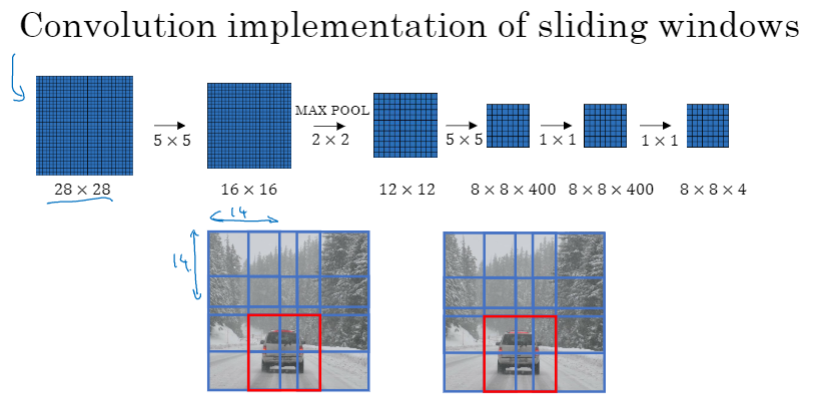 Convolution implementation of sliding windows
MAX POOL
5 × 5
2 × 2
5 × 5
1 × 1
1 × 1
28 × 28
16 × 16
12 × 12
8 × 8 × 400
8 × 8 × 400
8 × 8 × 4
14
14